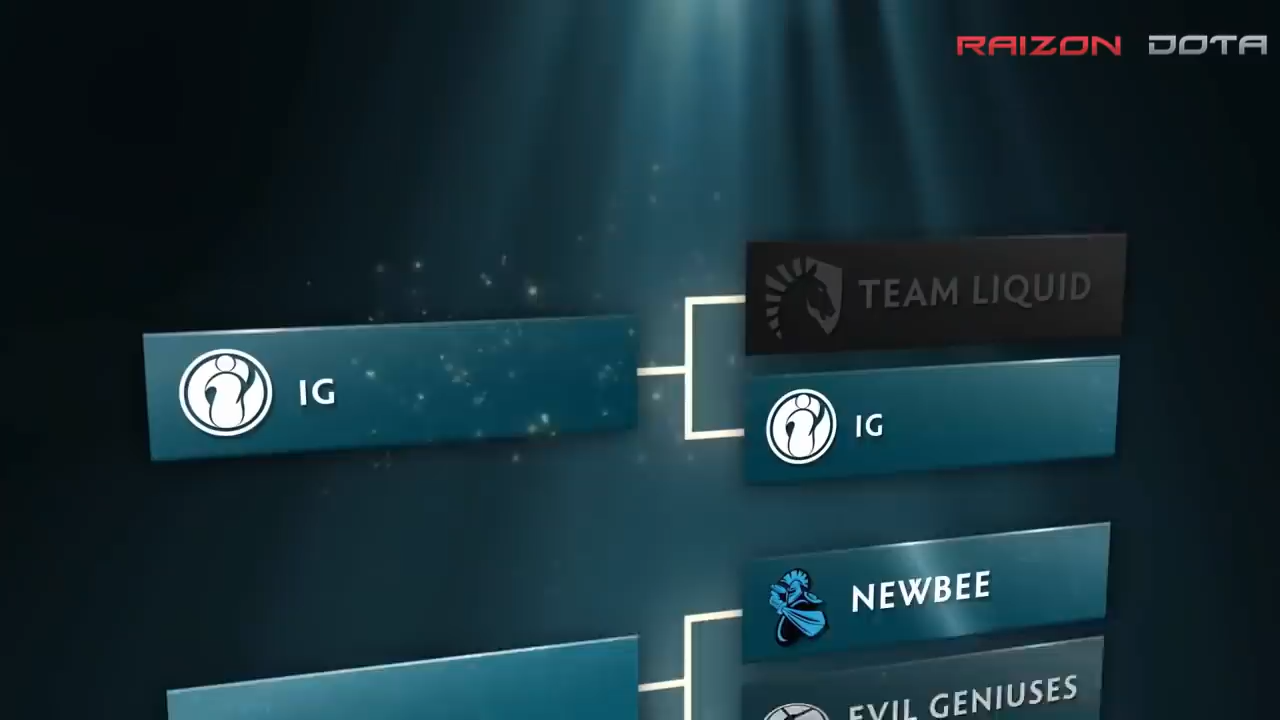 RAIZON DOTA
TEAM LIQUID
IG
IG
NEWBEE
EVIL GENIUSES